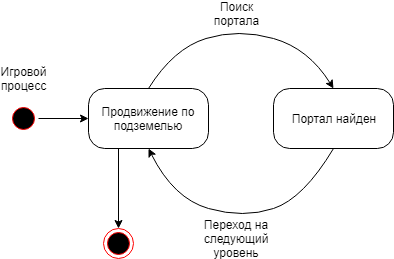 Поиск
портала
Игровой
процесс
Продвижение по
подземелью
Портал найден
Переход на
следующий
уровень